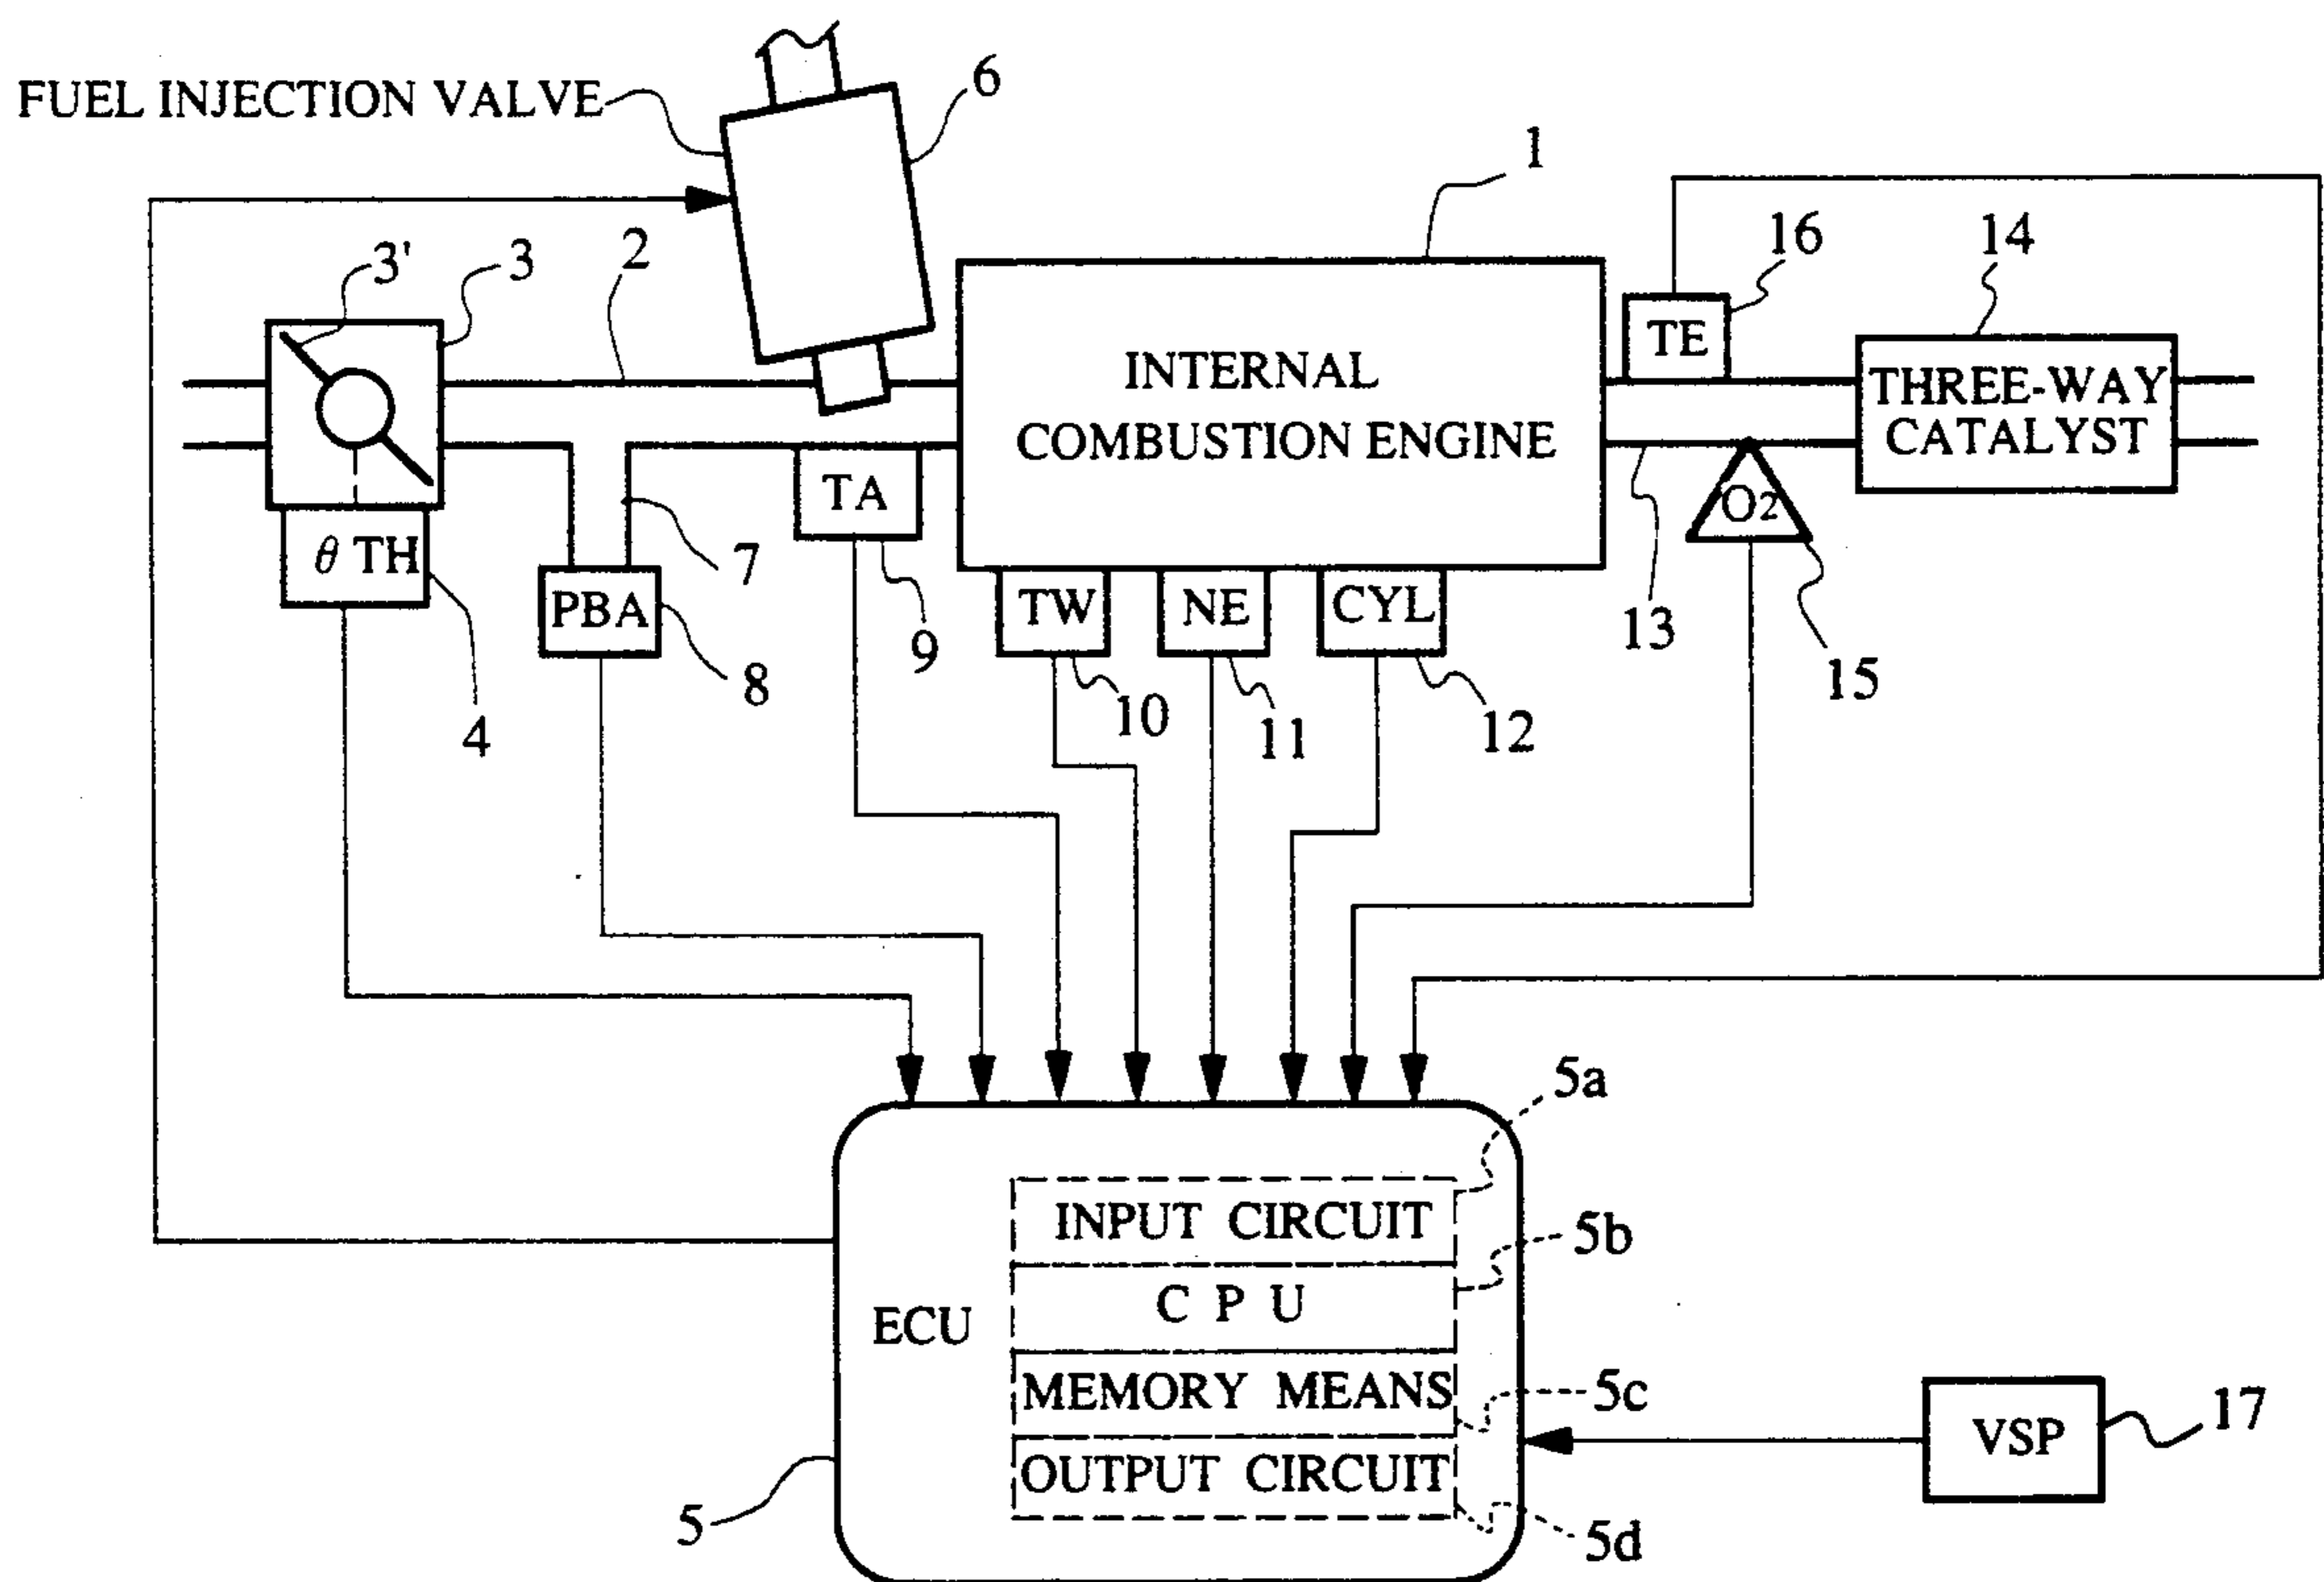 FUEL INJECTION VALVE
6
1
3'
3
2
16
14
TE
INTERNAL
COMBUSTION ENGINE
THREE-WAY
CATALYST
θ TH
TA
O2
7
PBA
TW
NE
CYL
13
4
8
9
10
11
12
15
5a
INPUT CIRCUIT
5b
C P U
ECU
MEMORY MEANS
5c
OUTPUT CIRCUIT
5d
5
VSP
17